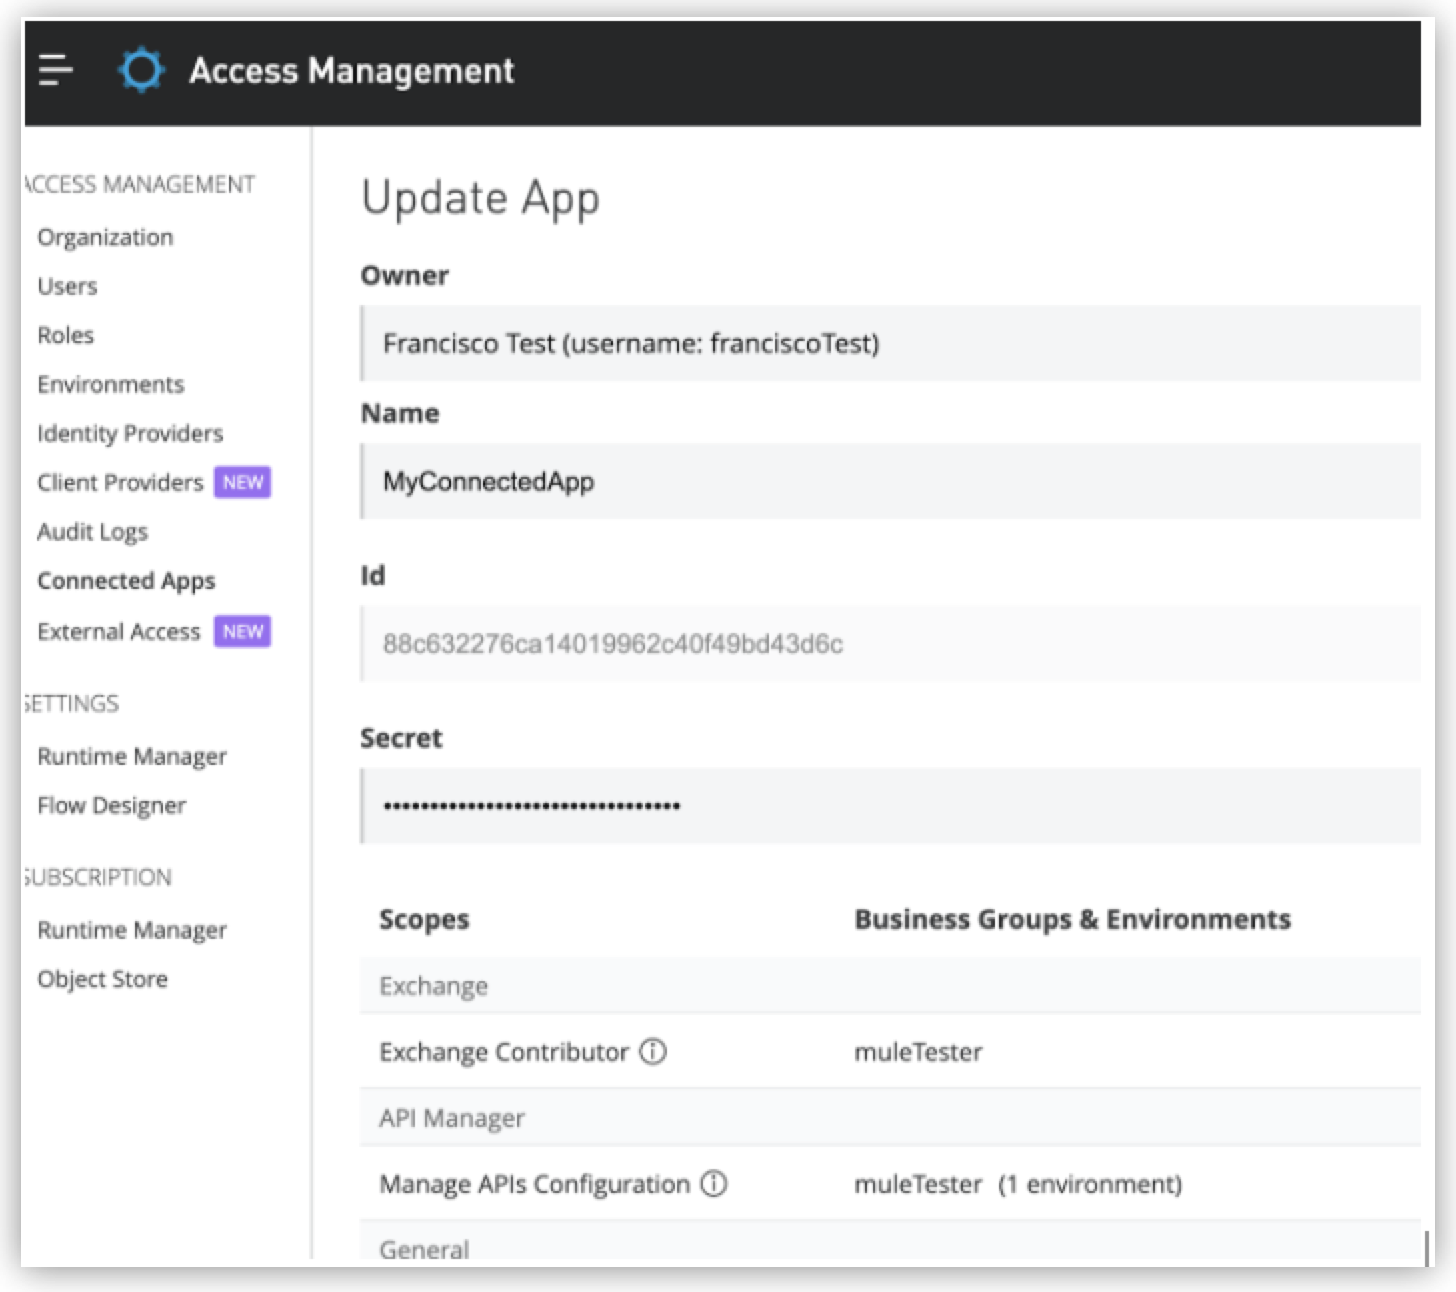 Access Management
ACCESS MANAGEMENT
Organization
Users
Roles
Environments
Identity Providers
Client Providers NEW
Audit Logs
Connected Apps
External Access NEW
SETTINGS
Runtime Manager
Flow Designer
SUBSCRIPTION
Runtime Manager
Object Store
Update App
Owner
Francisco Test (username: franciscoTest)
Name
MyConnectedApp
Id
88c632276ca14019962c40f49bd43d6c
Secret
••••••••••••••••••••••••••••••••
Scopes Business Groups & Environments
Exchange
Exchange Contributor muleTester
API Manager
Manage APIs Configuration muleTester (1 environment)
General